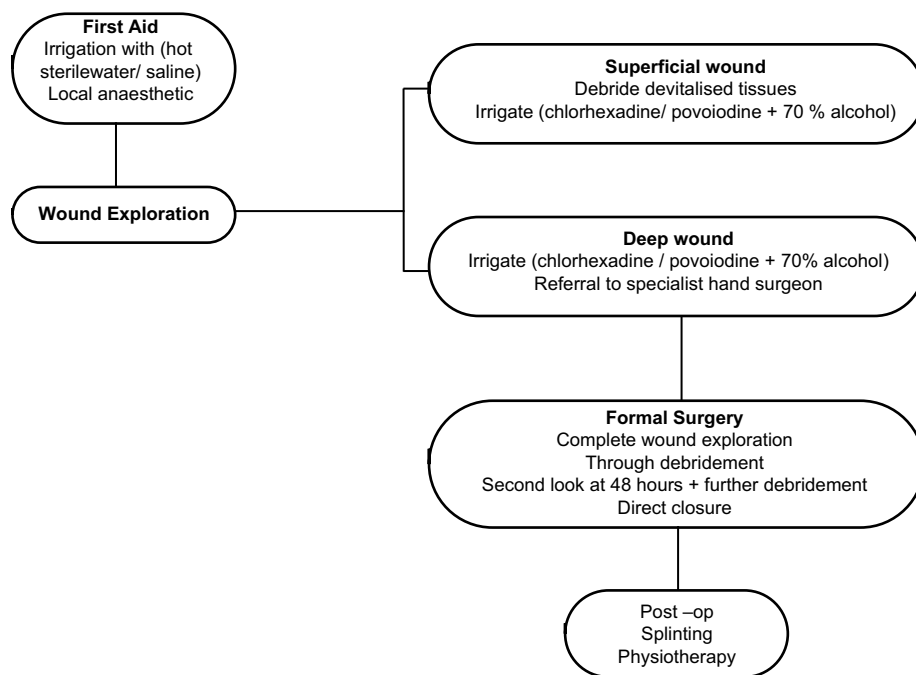 First Aid
Irrigation with (hot
sterilewater/ saline)
Local anaesthetic
Wound Exploration
Superficial wound
Debride devitalised tissues
Irrigate (chlorhexadine/ povoiodine + 70 % alcohol)
Deep wound
Irrigate (chlorhexadine / povoiodine + 70% alcohol)
Referral to specialist hand surgeon
Formal Surgery
Complete wound exploration
Through debridement
Second look at 48 hours + further debridement
Direct closure
Post –op
Splinting
Physiotherapy